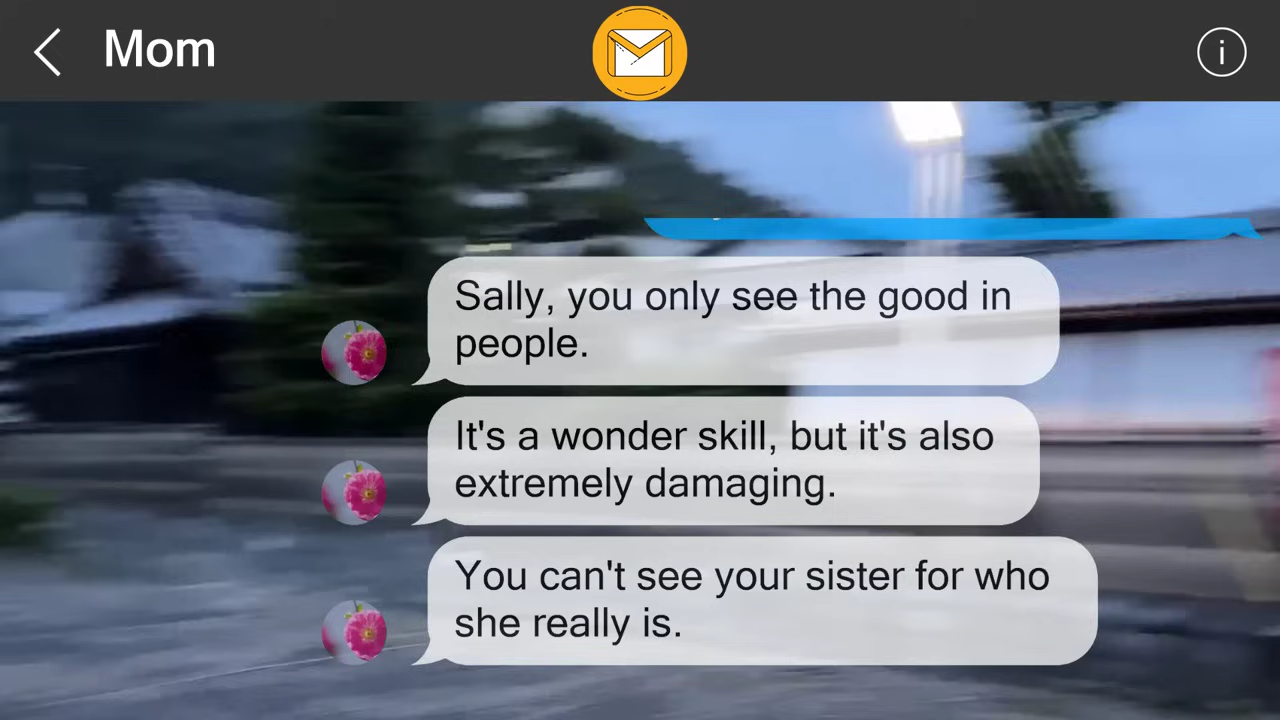 Mom
i
Sally, you only see the good in
people.
It's a wonder skill, but it's also
extremely damaging.
You can't see your sister for who
she really is.